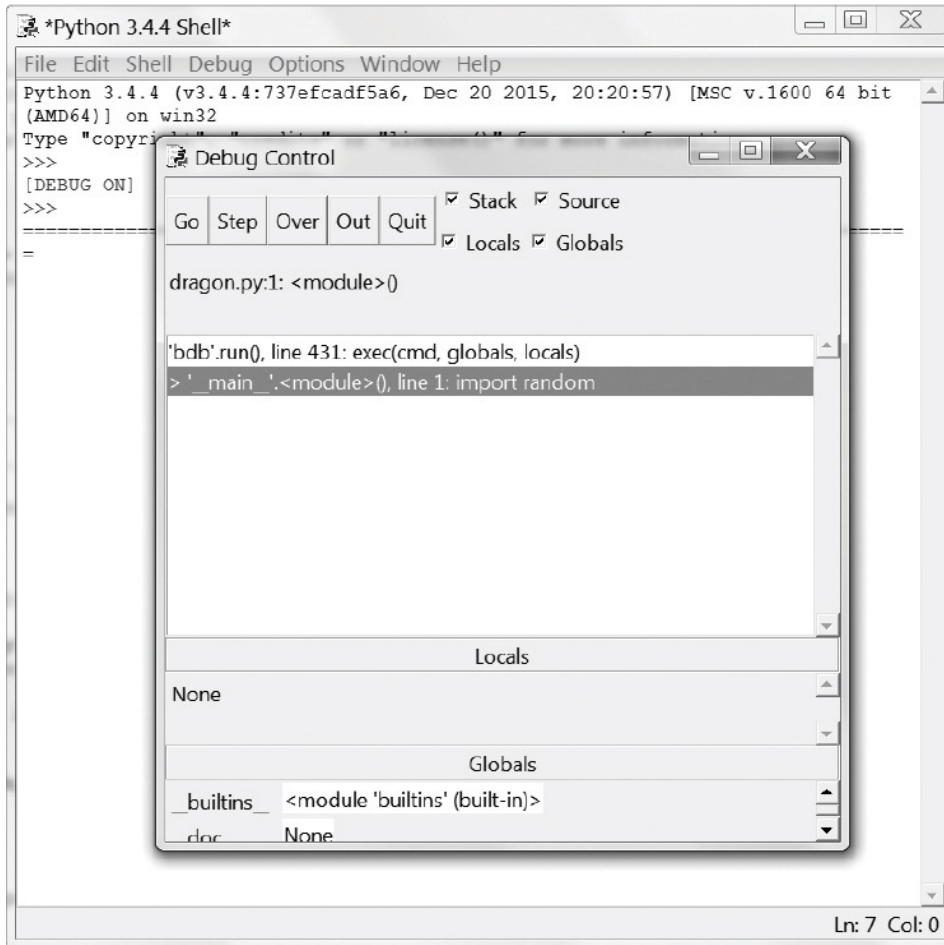 *Python 3.4.4 Shell*
File Edit Shell Debug Options Window Help
Python 3.4.4 (v3.4.4:737efcadf5a6, Dec 20 2015, 20:20:57) [MSC v.1600 64 bit
(AMD64)] on win32
Type "copyri
>>>
[DEBUG ON]
>>>
=
Debug Control
Go Step Over Out Quit
Stack Source
Locals Globals
dragon.py:1: <module>()
'bdb'.run(), line 431: exec(cmd, globals, locals)
> '__main__'.<module>(), line 1: import random
Locals
None
Globals
__builtins__ <module 'builtins' (built-in)>
None
Ln: 7 Col: 0